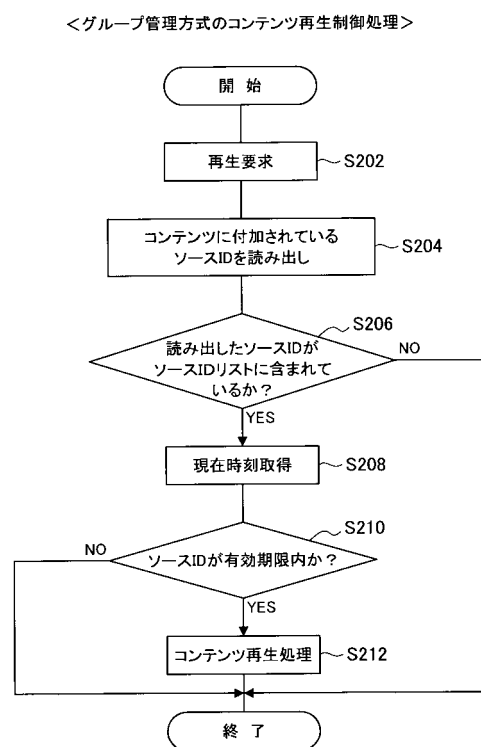 <グループ管理方式のコンテンツ再生制御処理>
開 始
再生要求
S202
コンテンツに付加されている
ソースIDを読み出し
S204
S206
読み出したソースIDが
ソースIDリストに含まれて
いるか?
NO
YES
現在時刻取得
S208
S210
NO
ソースIDが有効期限内か?
YES
コンテンツ再生処理
S212
終 了